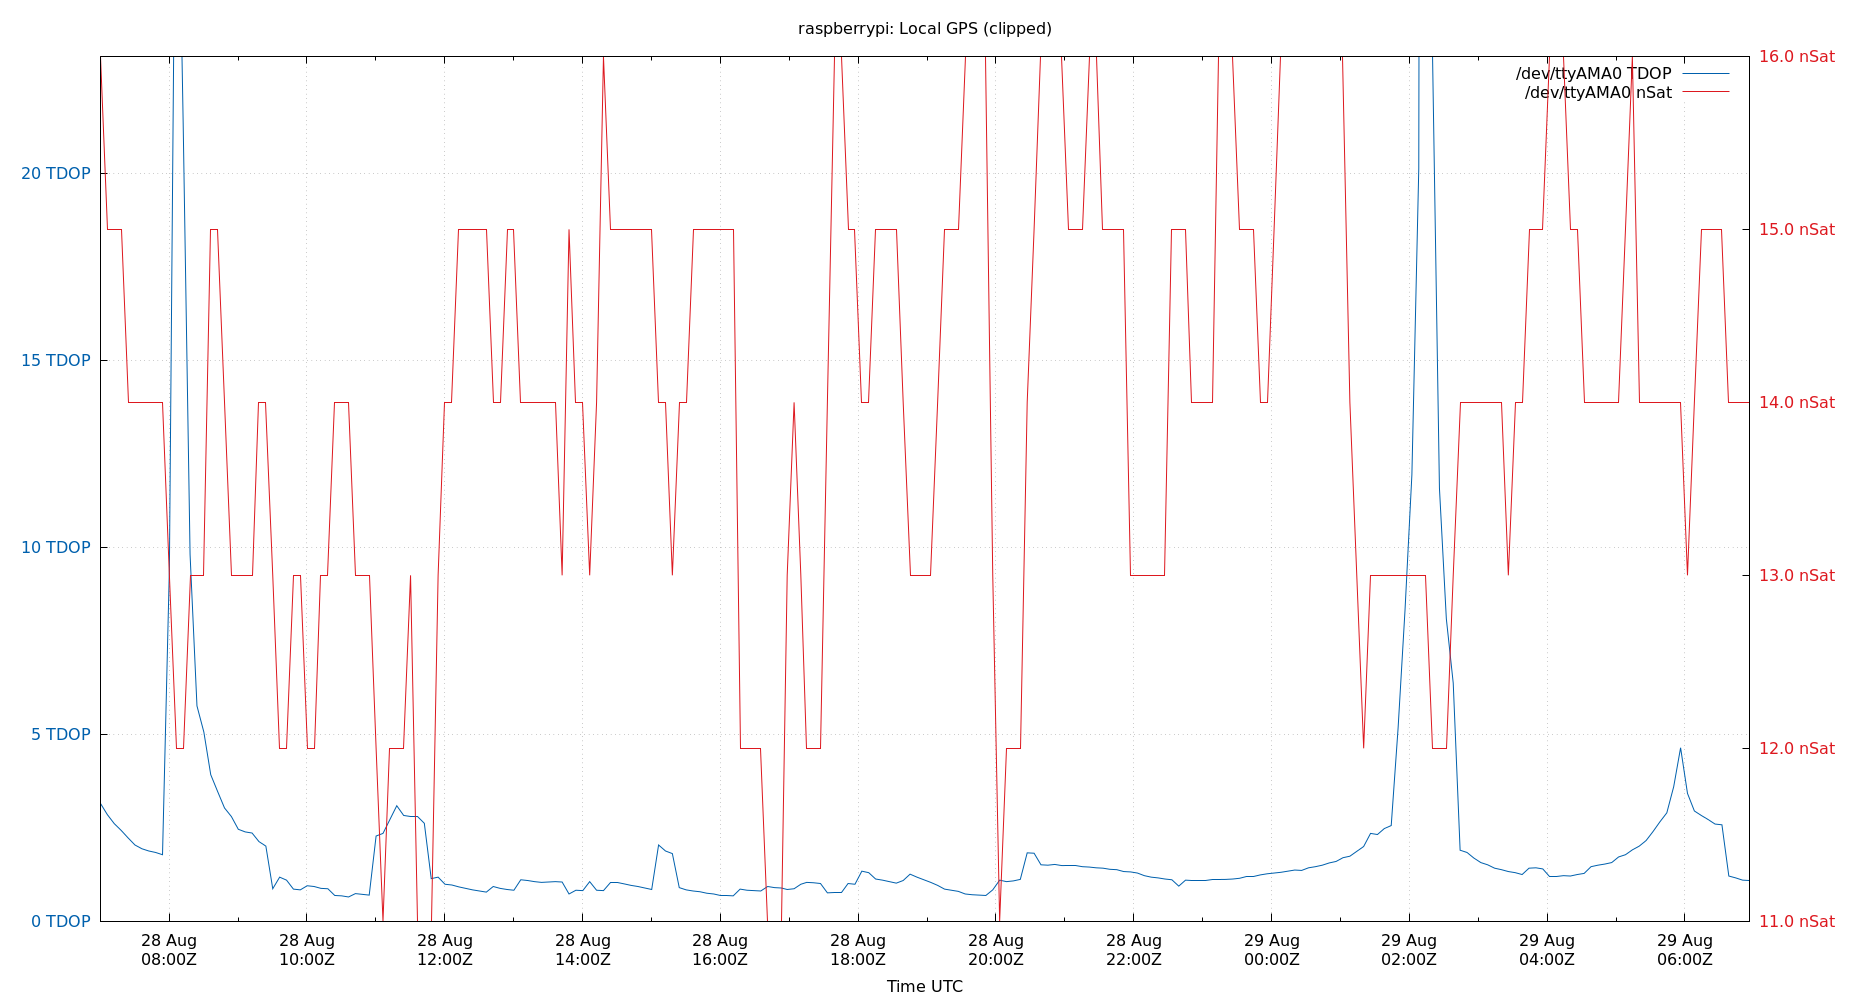 raspberrypi: Local GPS (clipped)
/dev/ttyAMA0 TDOP
/dev/ttyAMA0 nSat
20 TDOP
15 TDOP
10 TDOP
5 TDOP
0 TDOP
16.0 nSat
15.0 nSat
14.0 nSat
13.0 nSat
12.0 nSat
11.0 nSat
28 Aug
08:00Z
28 Aug
10:00Z
28 Aug
12:00Z
28 Aug
14:00Z
28 Aug
16:00Z
28 Aug
18:00Z
28 Aug
20:00Z
28 Aug
22:00Z
29 Aug
00:00Z
29 Aug
02:00Z
29 Aug
04:00Z
29 Aug
06:00Z
Time UTC